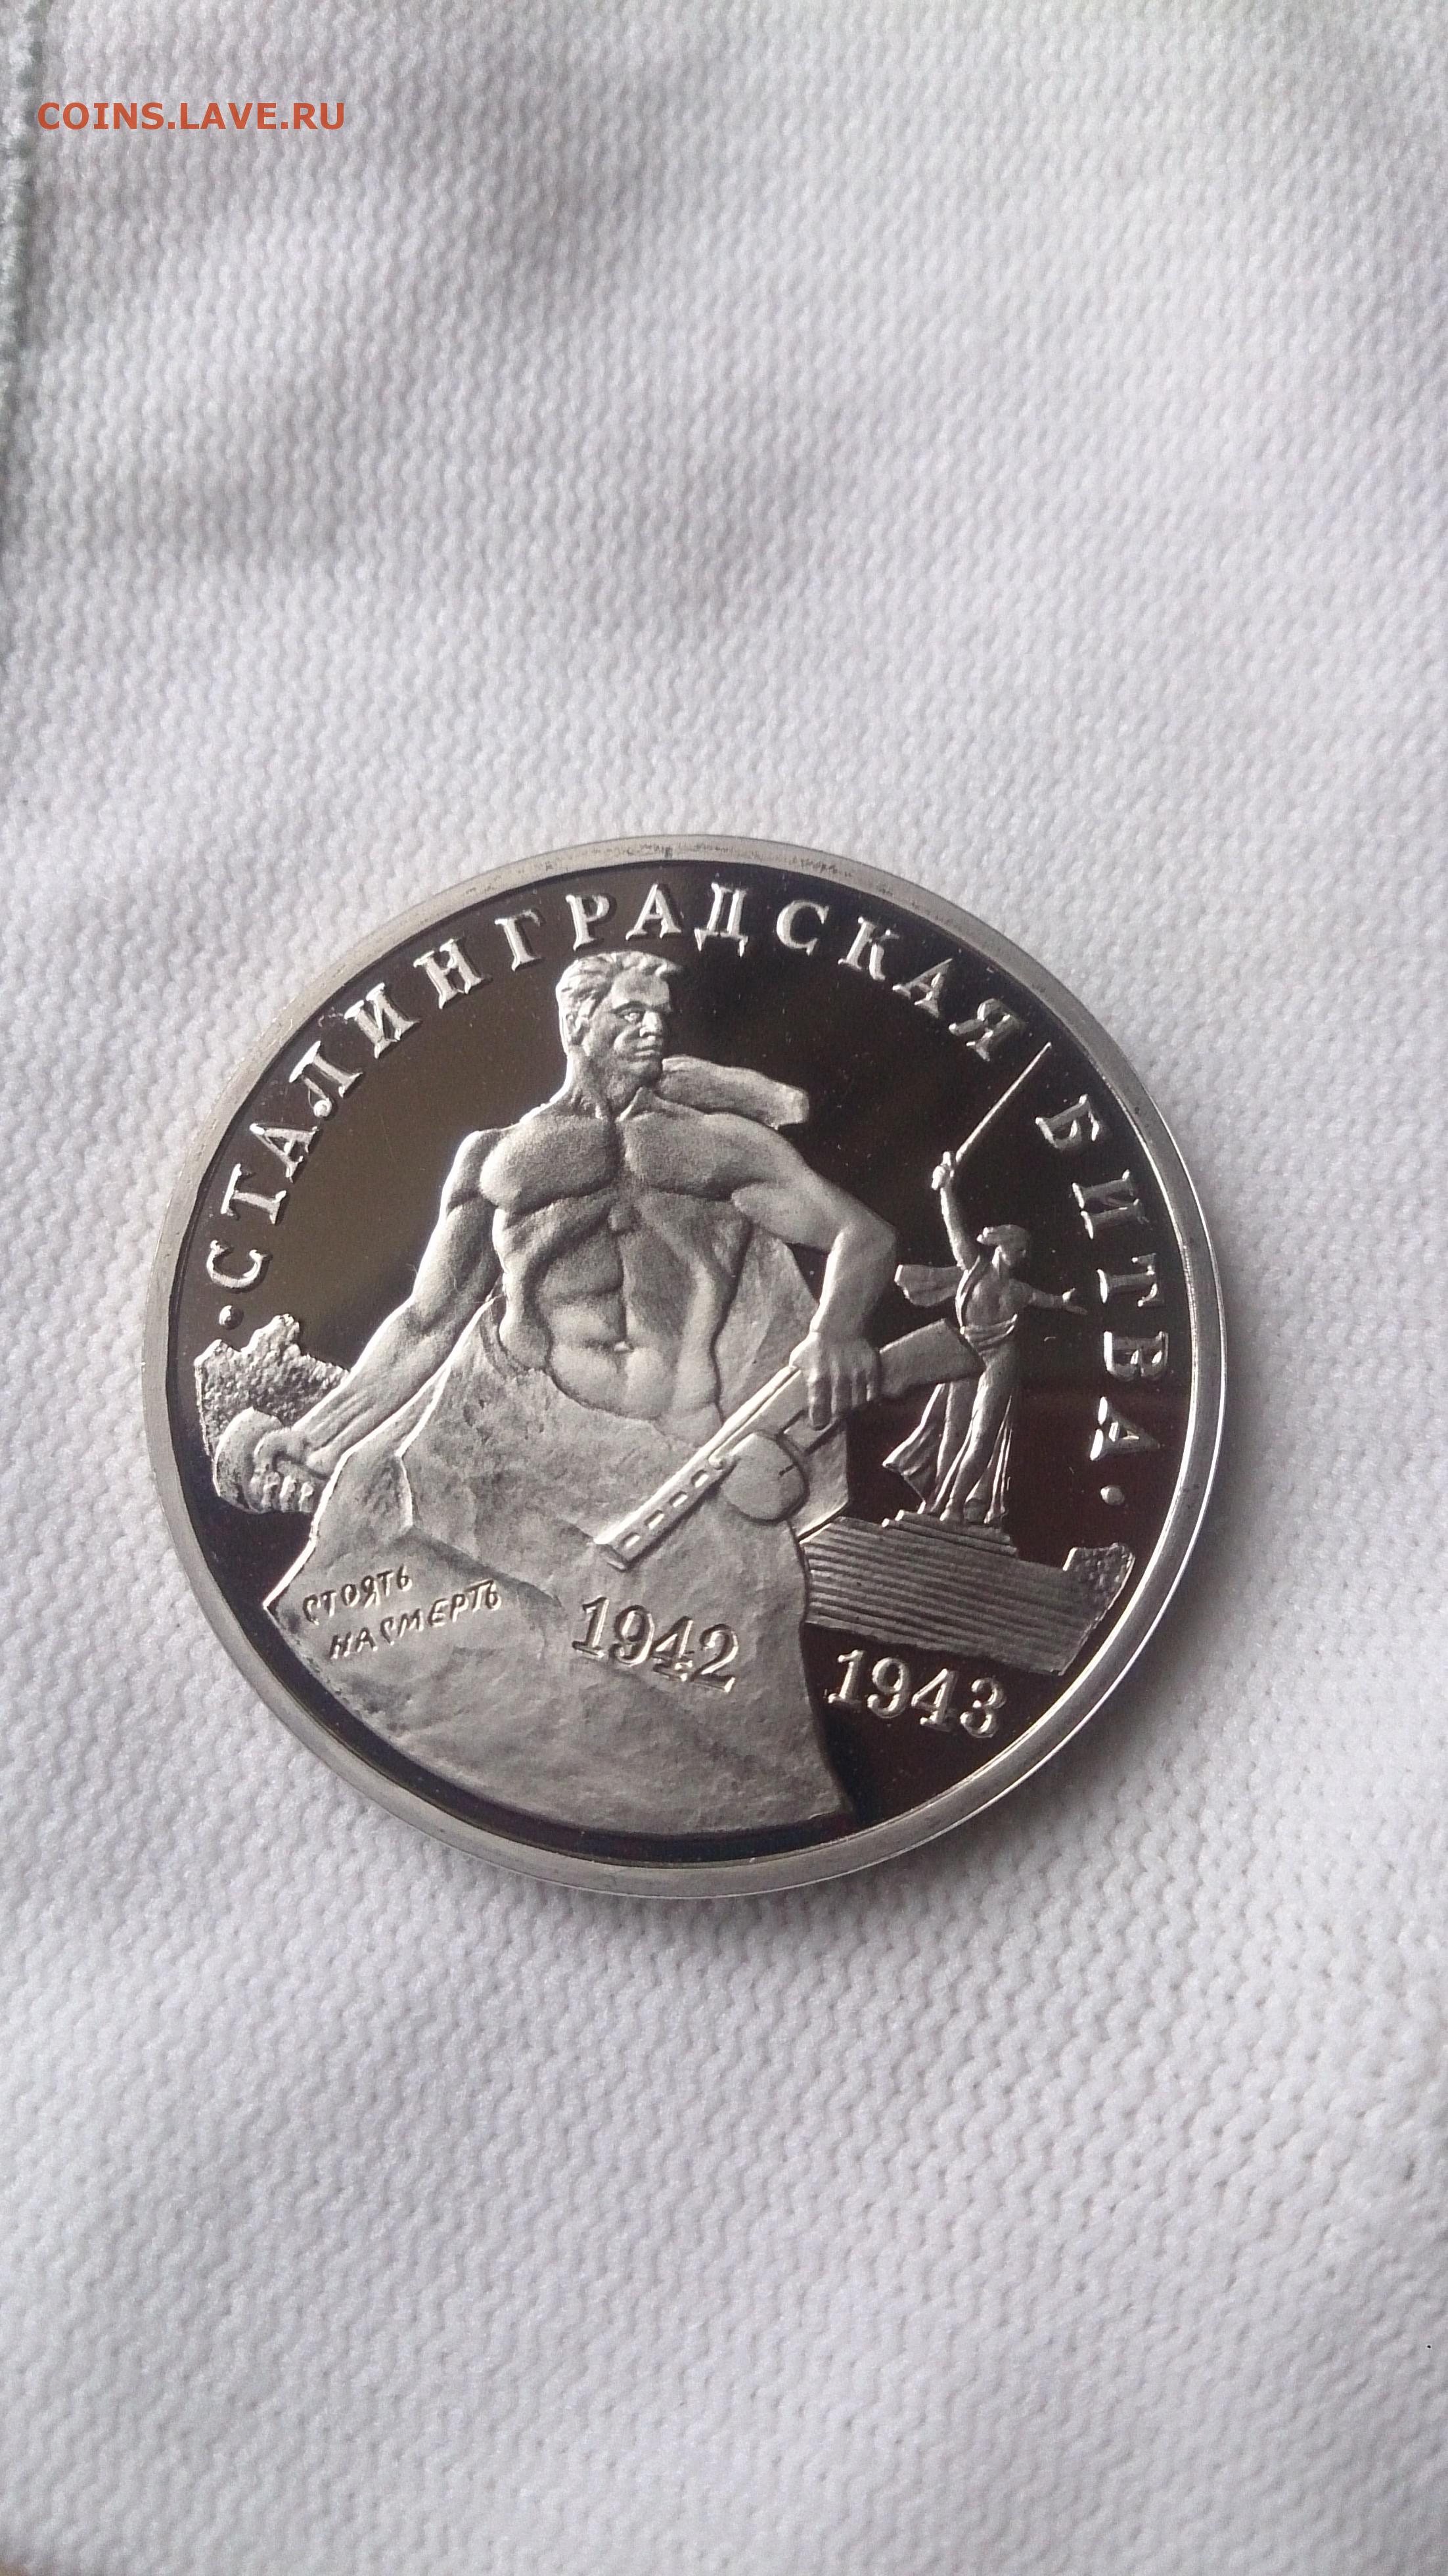 COINS.LAVE.RU
·СТАЛИНГРАДСКАЯ БИТВА·
СТОЯТЬ
НАСМЕРТЬ
1942
1943